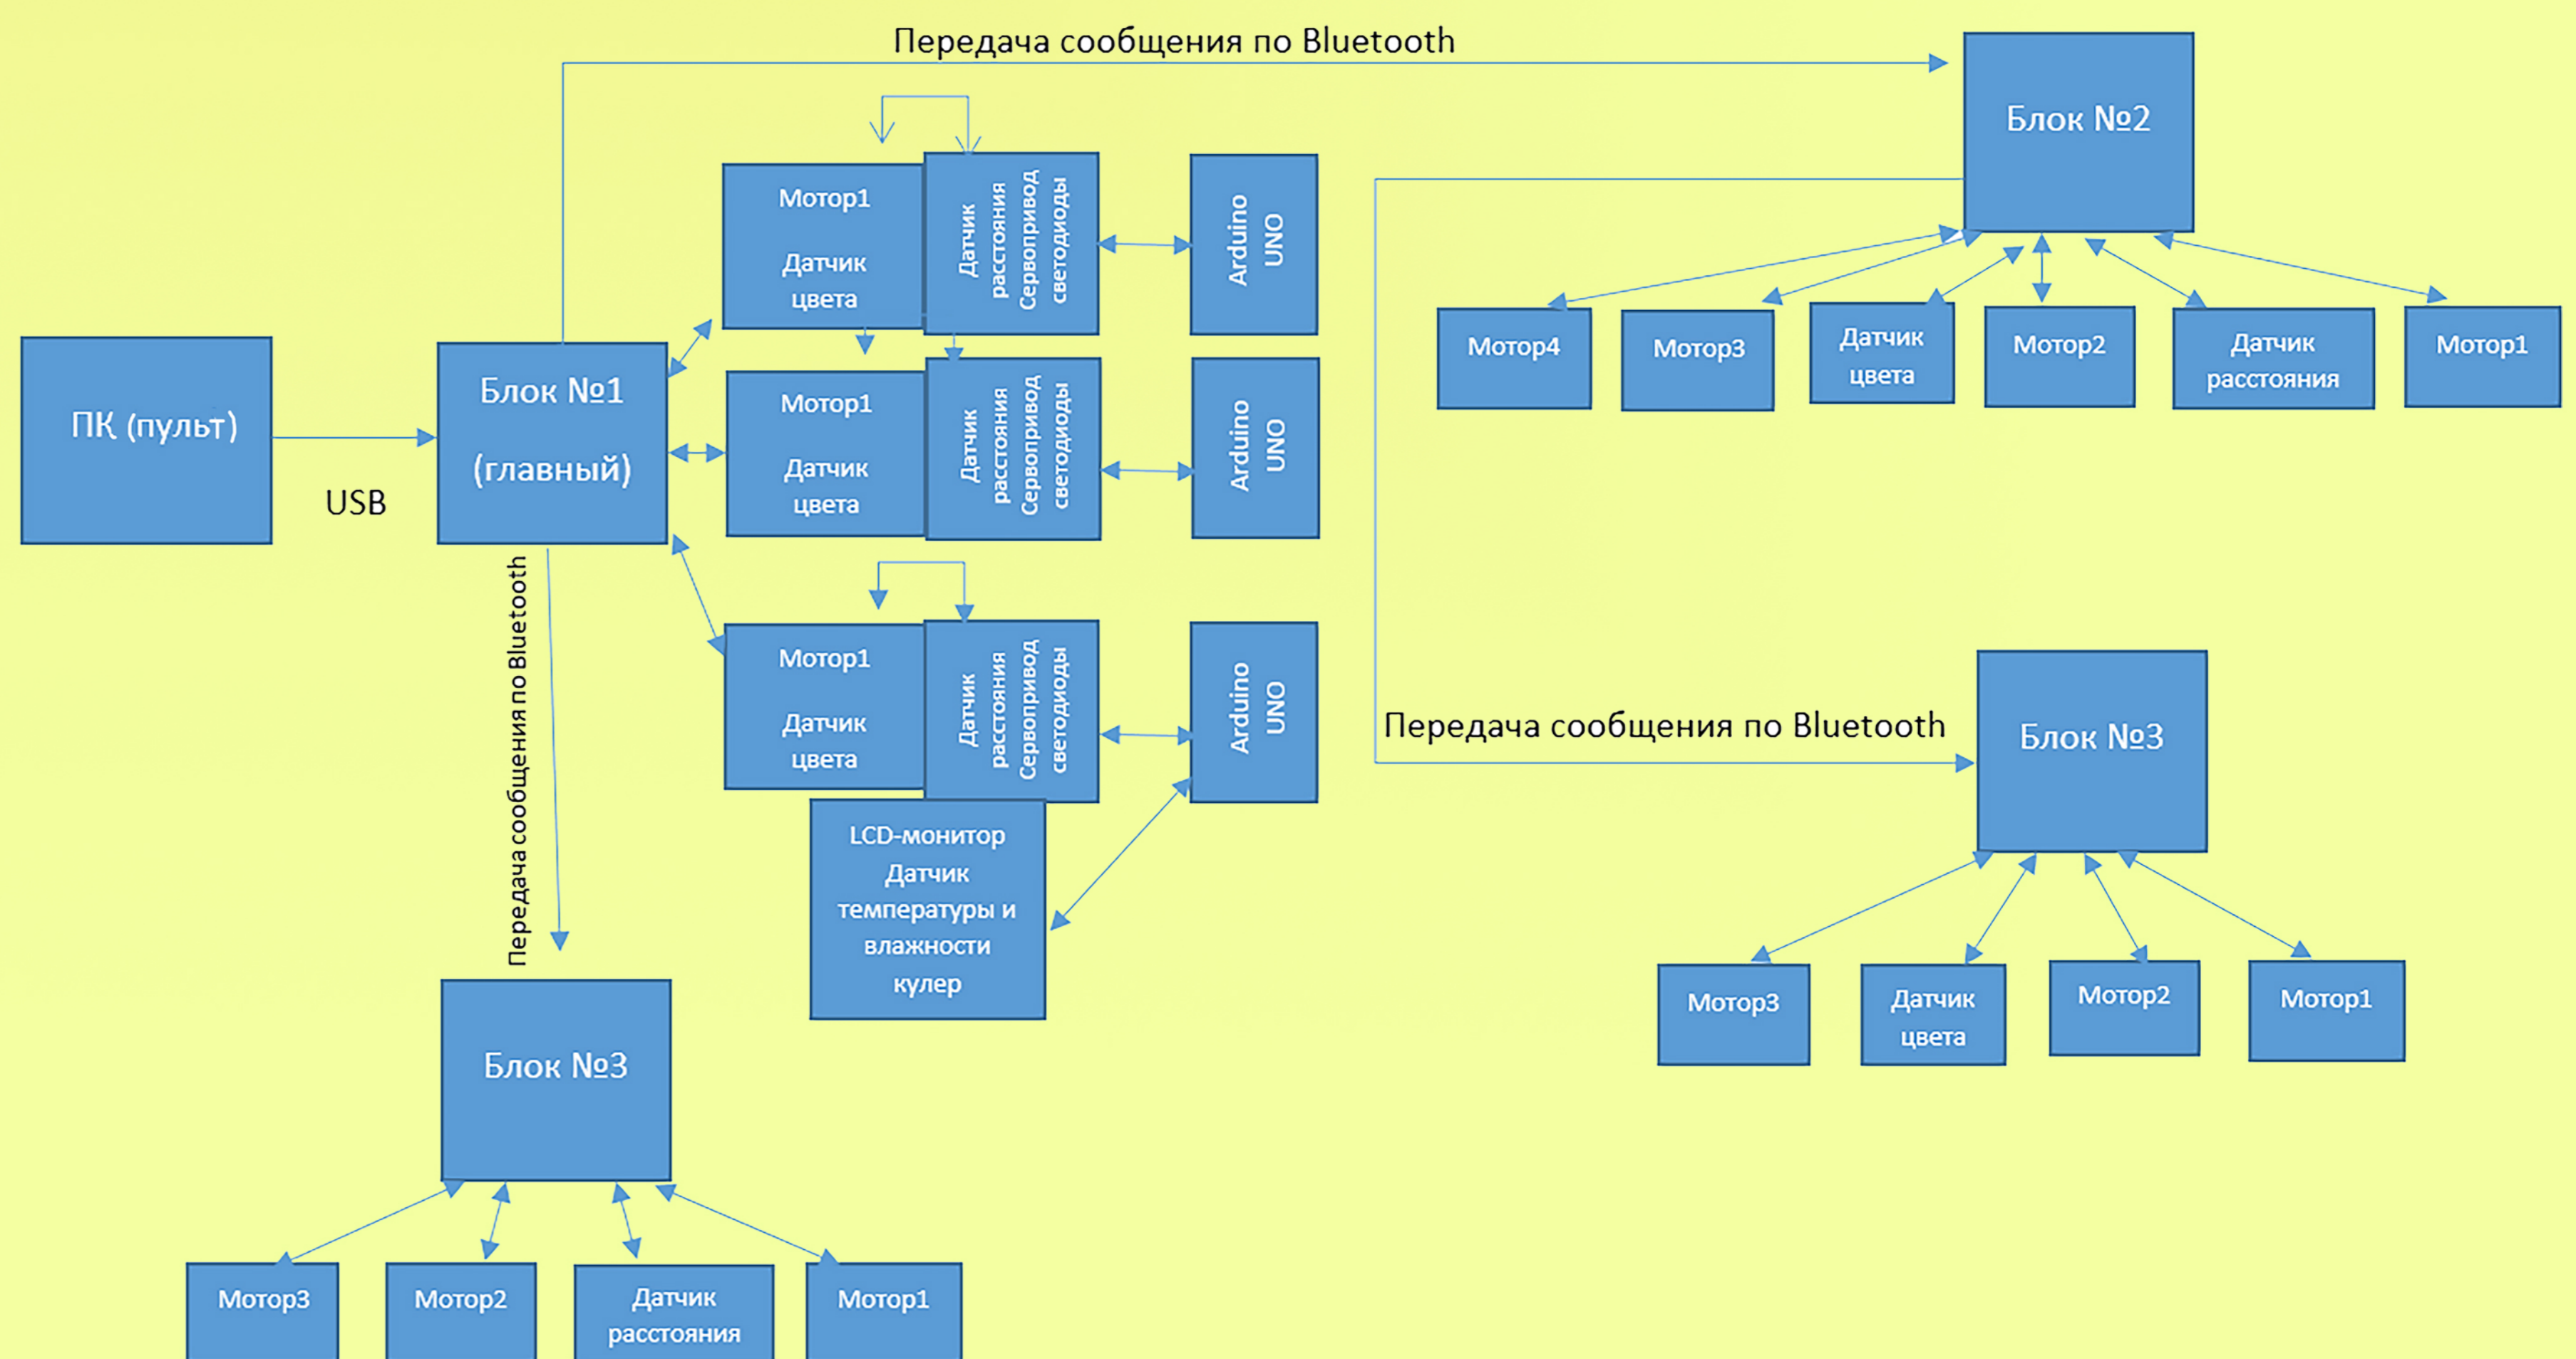 Передача сообщения по Bluetooth
Блок №2
Мотор1
Датчик
цвета
Датчик
расстояния
Сервопривод
светодиоды
Arduino
UNO
Мотор4
Мотор3
Датчик
цвета
Мотор2
Датчик
расстояния
Мотор1
ПК (пульт)
USB
Блок №1
(главный)
Мотор1
Датчик
цвета
Датчик
расстояния
Сервопривод
светодиоды
Arduino
UNO
Передача сообщения по Bluetooth
Мотор1
Датчик
цвета
Датчик
расстояния
Сервопривод
светодиоды
Arduino
UNO
LCD-монитор
Датчик
температуры и
влажности
кулер
Передача сообщения по Bluetooth
Блок №3
Мотор3
Датчик
цвета
Мотор2
Мотор1
Блок №3
Мотор3
Мотор2
Датчик
расстояния
Мотор1